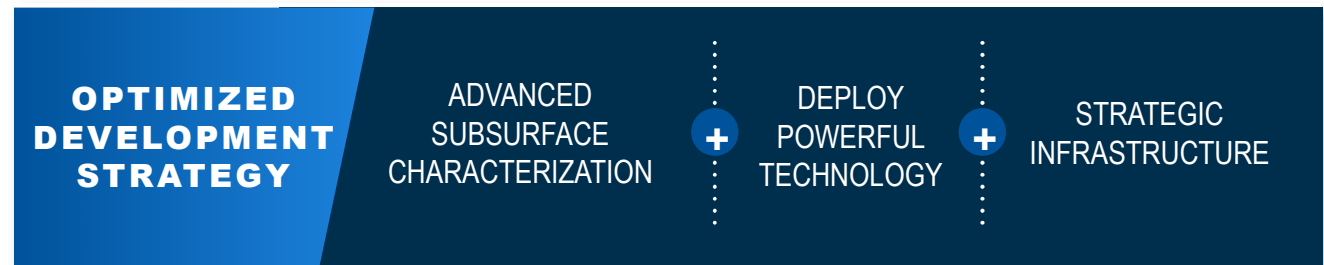 OPTIMIZED
DEVELOPMENT
STRATEGY
ADVANCED
SUBSURFACE
CHARACTERIZATION
+
DEPLOY
POWERFUL
TECHNOLOGY
+
STRATEGIC
INFRASTRUCTURE